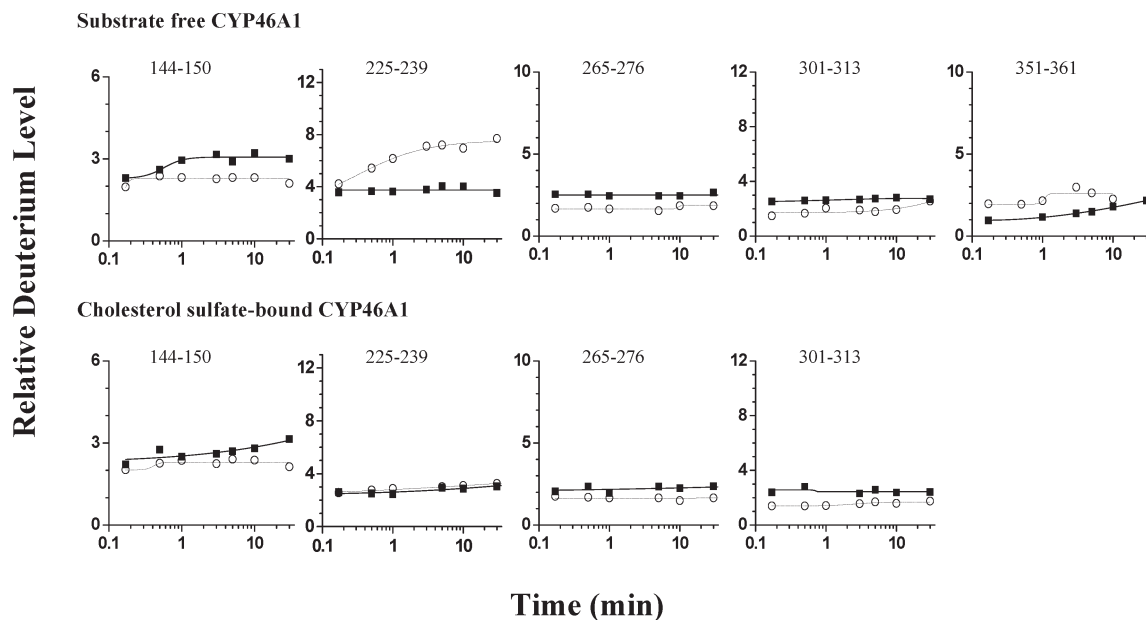 Substrate free CYP46A1
144-150 225-239 265-276 301-313 351-361
6 12 10 12 10
8
3 4 5 6 5
0 0 0 0 0
0.1 1 10 0.1 1 10 0.1 1 10 0.1 1 10 0.1 1 10
Cholesterol sulfate-bound CYP46A1
144-150 225-239 265-276 301-313
6 12 10 12
8
3 4 5 6
0 0 0 0
0.1 1 10 0.1 1 10 0.1 1 10 0.1 1 10
Relative Deuterium Level
Time (min)